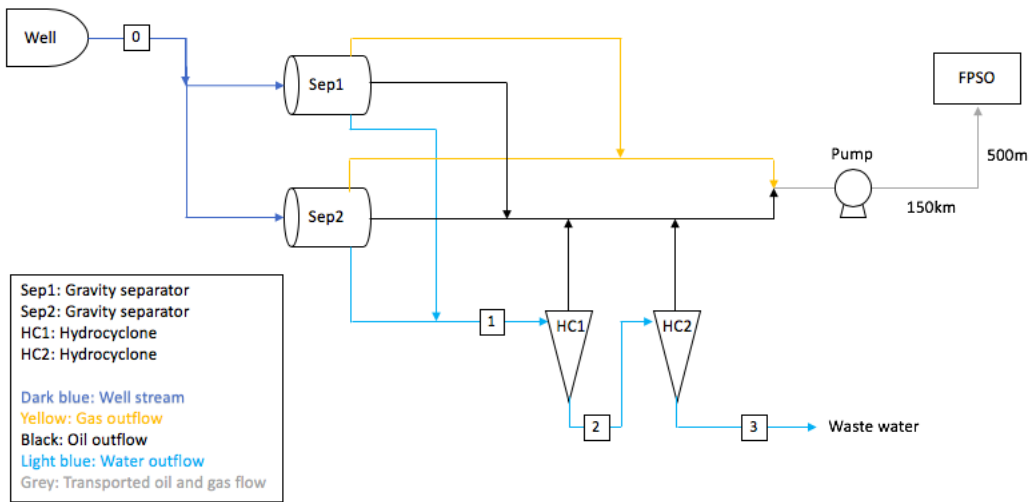 Well
0
Sep1
FPSO
Pump
500m
150km
Sep2
Sep1: Gravity separator
Sep2: Gravity separator
HC1: Hydrocyclone
HC2: Hydrocyclone
Dark blue: Well stream
Yellow: Gas outflow
Black: Oil outflow
Light blue: Water outflow
Grey: Transported oil and gas flow
1
HC1
HC2
2
3
Waste water